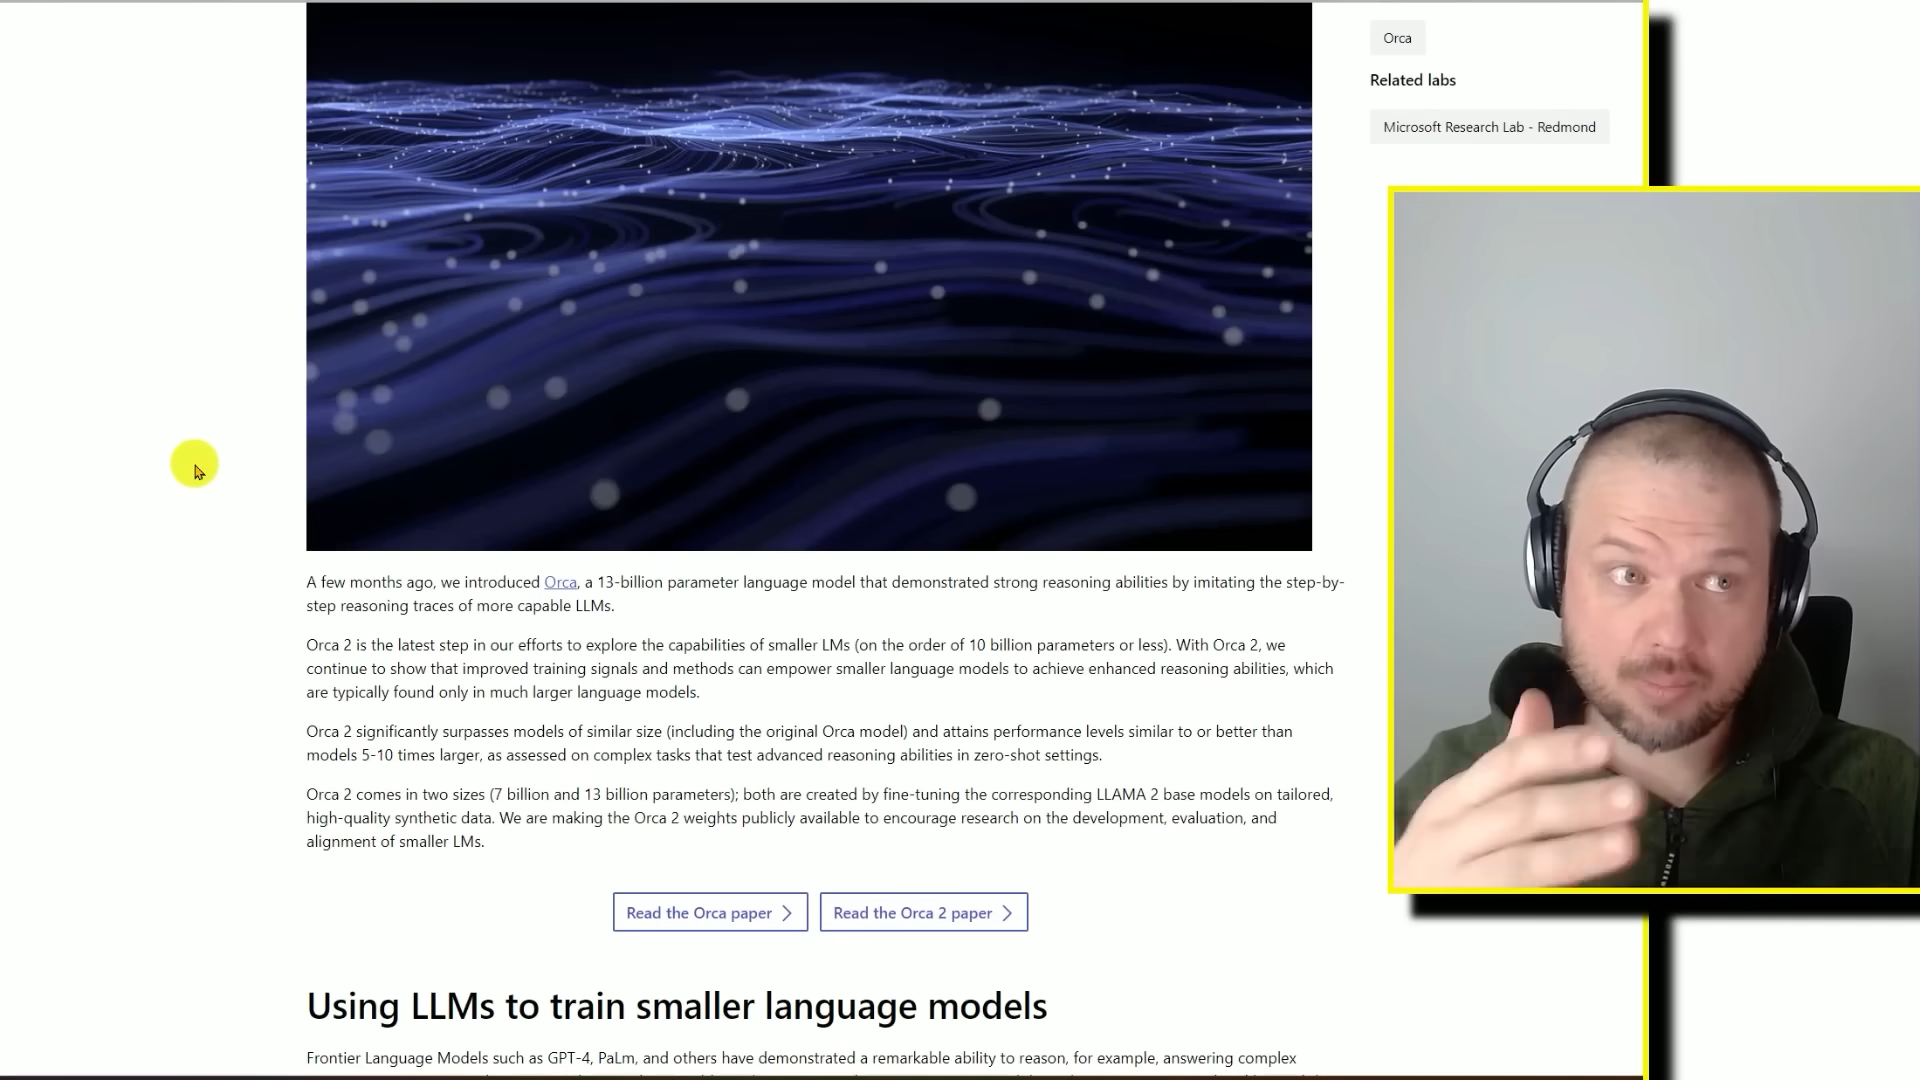 Orca
Related labs
Microsoft Research Lab - Redmond
A few months ago, we introduced Orca, a 13-billion parameter language model that demonstrated strong reasoning abilities by imitating the step-by-
step reasoning traces of more capable LLMs.
Orca 2 is the latest step in our efforts to explore the capabilities of smaller LMs (on the order of 10 billion parameters or less). With Orca 2, we
continue to show that improved training signals and methods can empower smaller language models to achieve enhanced reasoning abilities, which
are typically found only in much larger language models.
Orca 2 significantly surpasses models of similar size (including the original Orca model) and attains performance levels similar to or better than
models 5-10 times larger, as assessed on complex tasks that test advanced reasoning abilities in zero-shot settings.
Orca 2 comes in two sizes (7 billion and 13 billion parameters); both are created by fine-tuning the corresponding LLAMA 2 base models on tailored,
high-quality synthetic data. We are making the Orca 2 weights publicly available to encourage research on the development, evaluation, and
alignment of smaller LMs.
Read the Orca paper
Read the Orca 2 paper
Using LLMs to train smaller language models
Frontier Language Models such as GPT-4, PaLm, and others have demonstrated a remarkable ability to reason, for example, answering complex